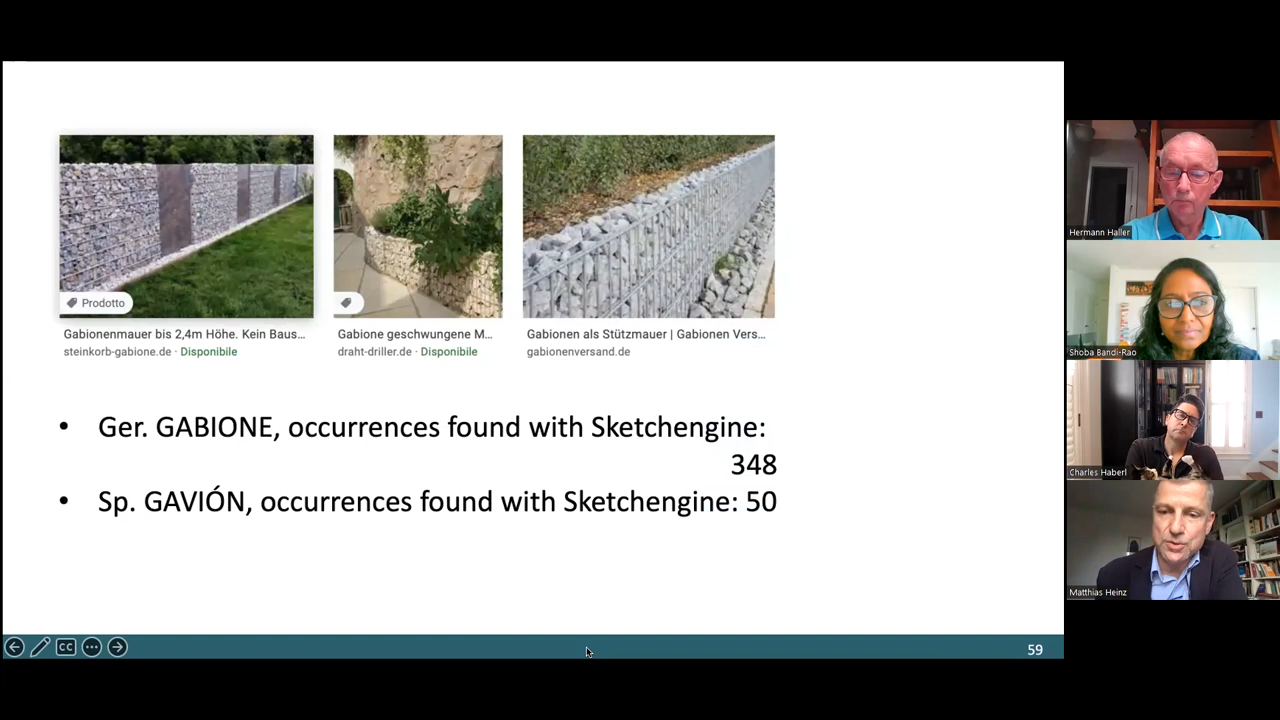 Prodotto
Gabionenmauer bis 2,4m Höhe. Kein Baus...
steinkorb-gabione.de · Disponibile
Gabione geschwungene M...
draht-driller.de · Disponibile
Gabionen als Stützmauer | Gabionen Vers...
gabionenversand.de
• Ger. GABIONE, occurrences found with Sketchengine:
348
• Sp. GAVIÓN, occurrences found with Sketchengine: 50
CC
59
Hermann Haller
Shoba Bandi-Rao
Charles Haberl
Matthias Heinz